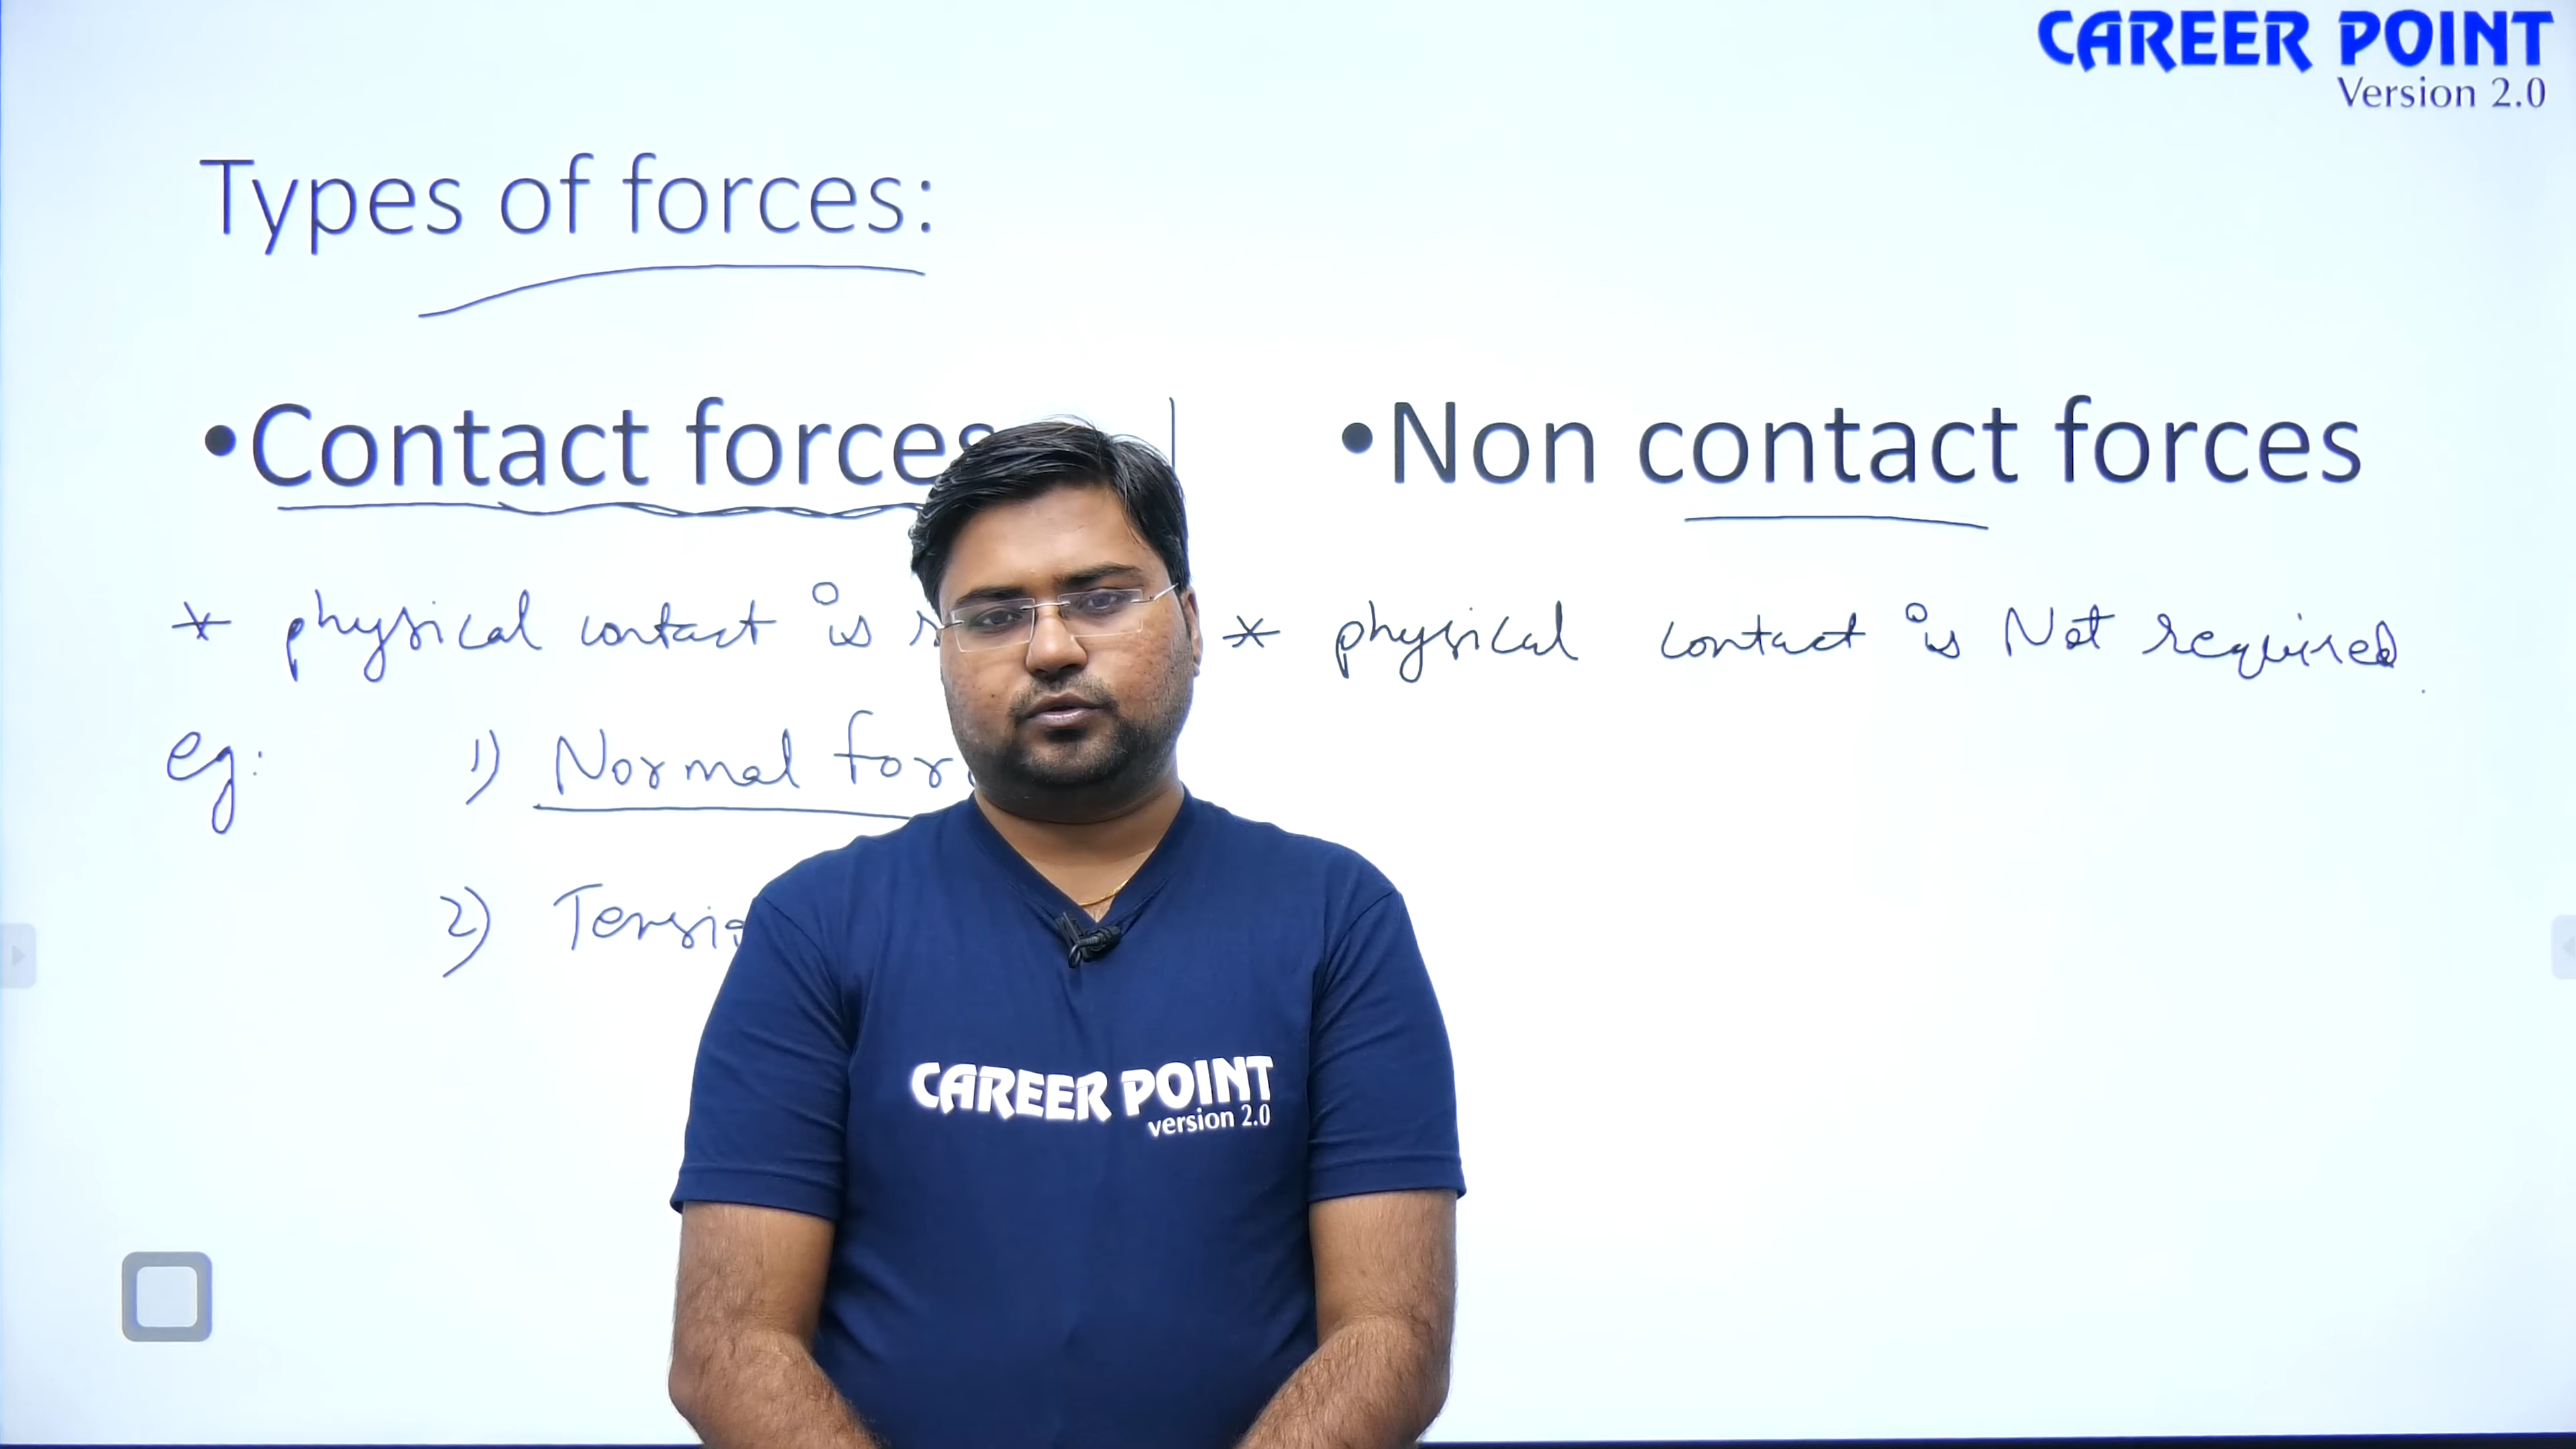 CAREER POINT
Version 2.0
Types of forces:
•Contact forces
•Non contact forces
* physical contact is
* physical contact is Not required
eg: 1) Normal
2)
CAREER POINT
version 2.0